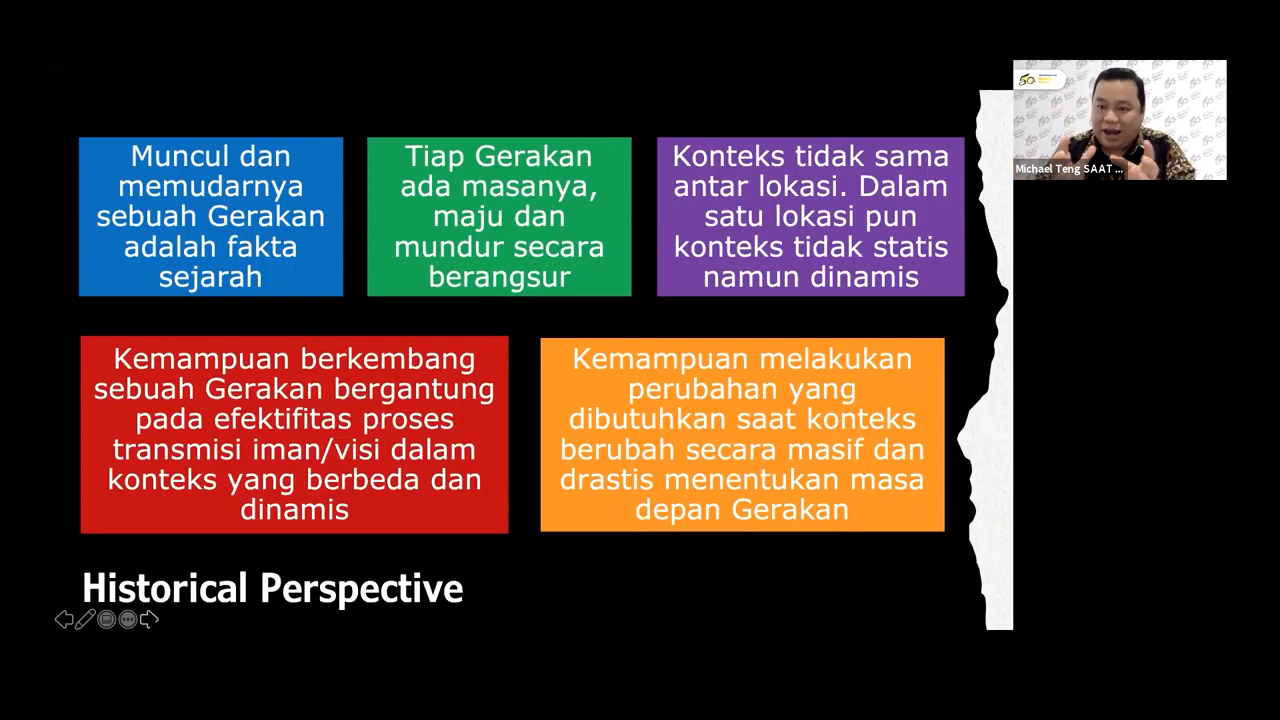 Muncul dan
memudarnya
sebuah Gerakan
adalah fakta
sejarah
Tiap Gerakan
ada masanya,
maju dan
mundur secara
berangsur
Konteks tidak sama
antar lokasi. Dalam
satu lokasi pun
konteks tidak statis
namun dinamis
Kemampuan berkembang
sebuah Gerakan bergantung
pada efektifitas proses
transmisi iman/visi dalam
konteks yang berbeda dan
dinamis
Kemampuan melakukan
perubahan yang
dibutuhkan saat konteks
berubah secara masif dan
drastis menentukan masa
depan Gerakan
Historical Perspective
50
Michael Teng SAAT ...